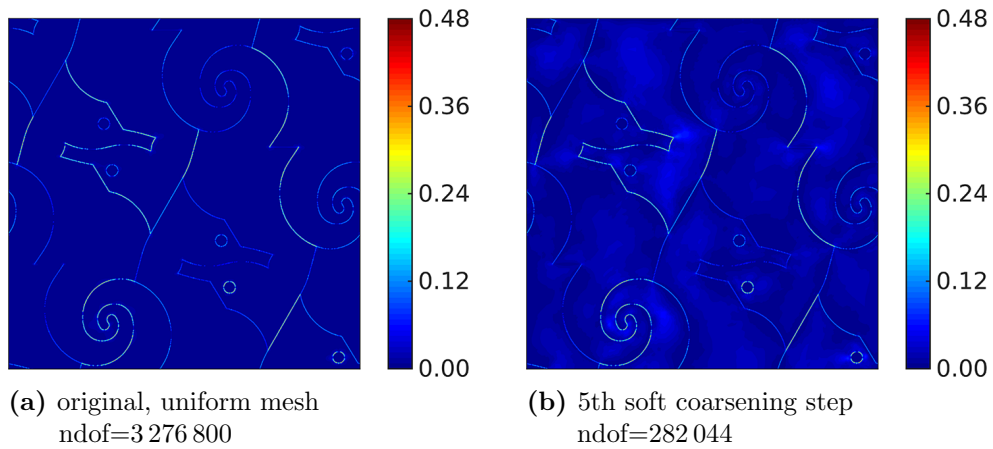 0.48
0.36
0.24
0.12
0.00
0.48
0.36
0.24
0.12
0.00
(a) original, uniform mesh
ndof=3 276 800
(b) 5th soft coarsening step
ndof=282 044